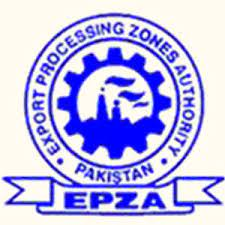 EXPORT PROCESSING ZONES AUTHORITY
PAKISTAN
EPZA